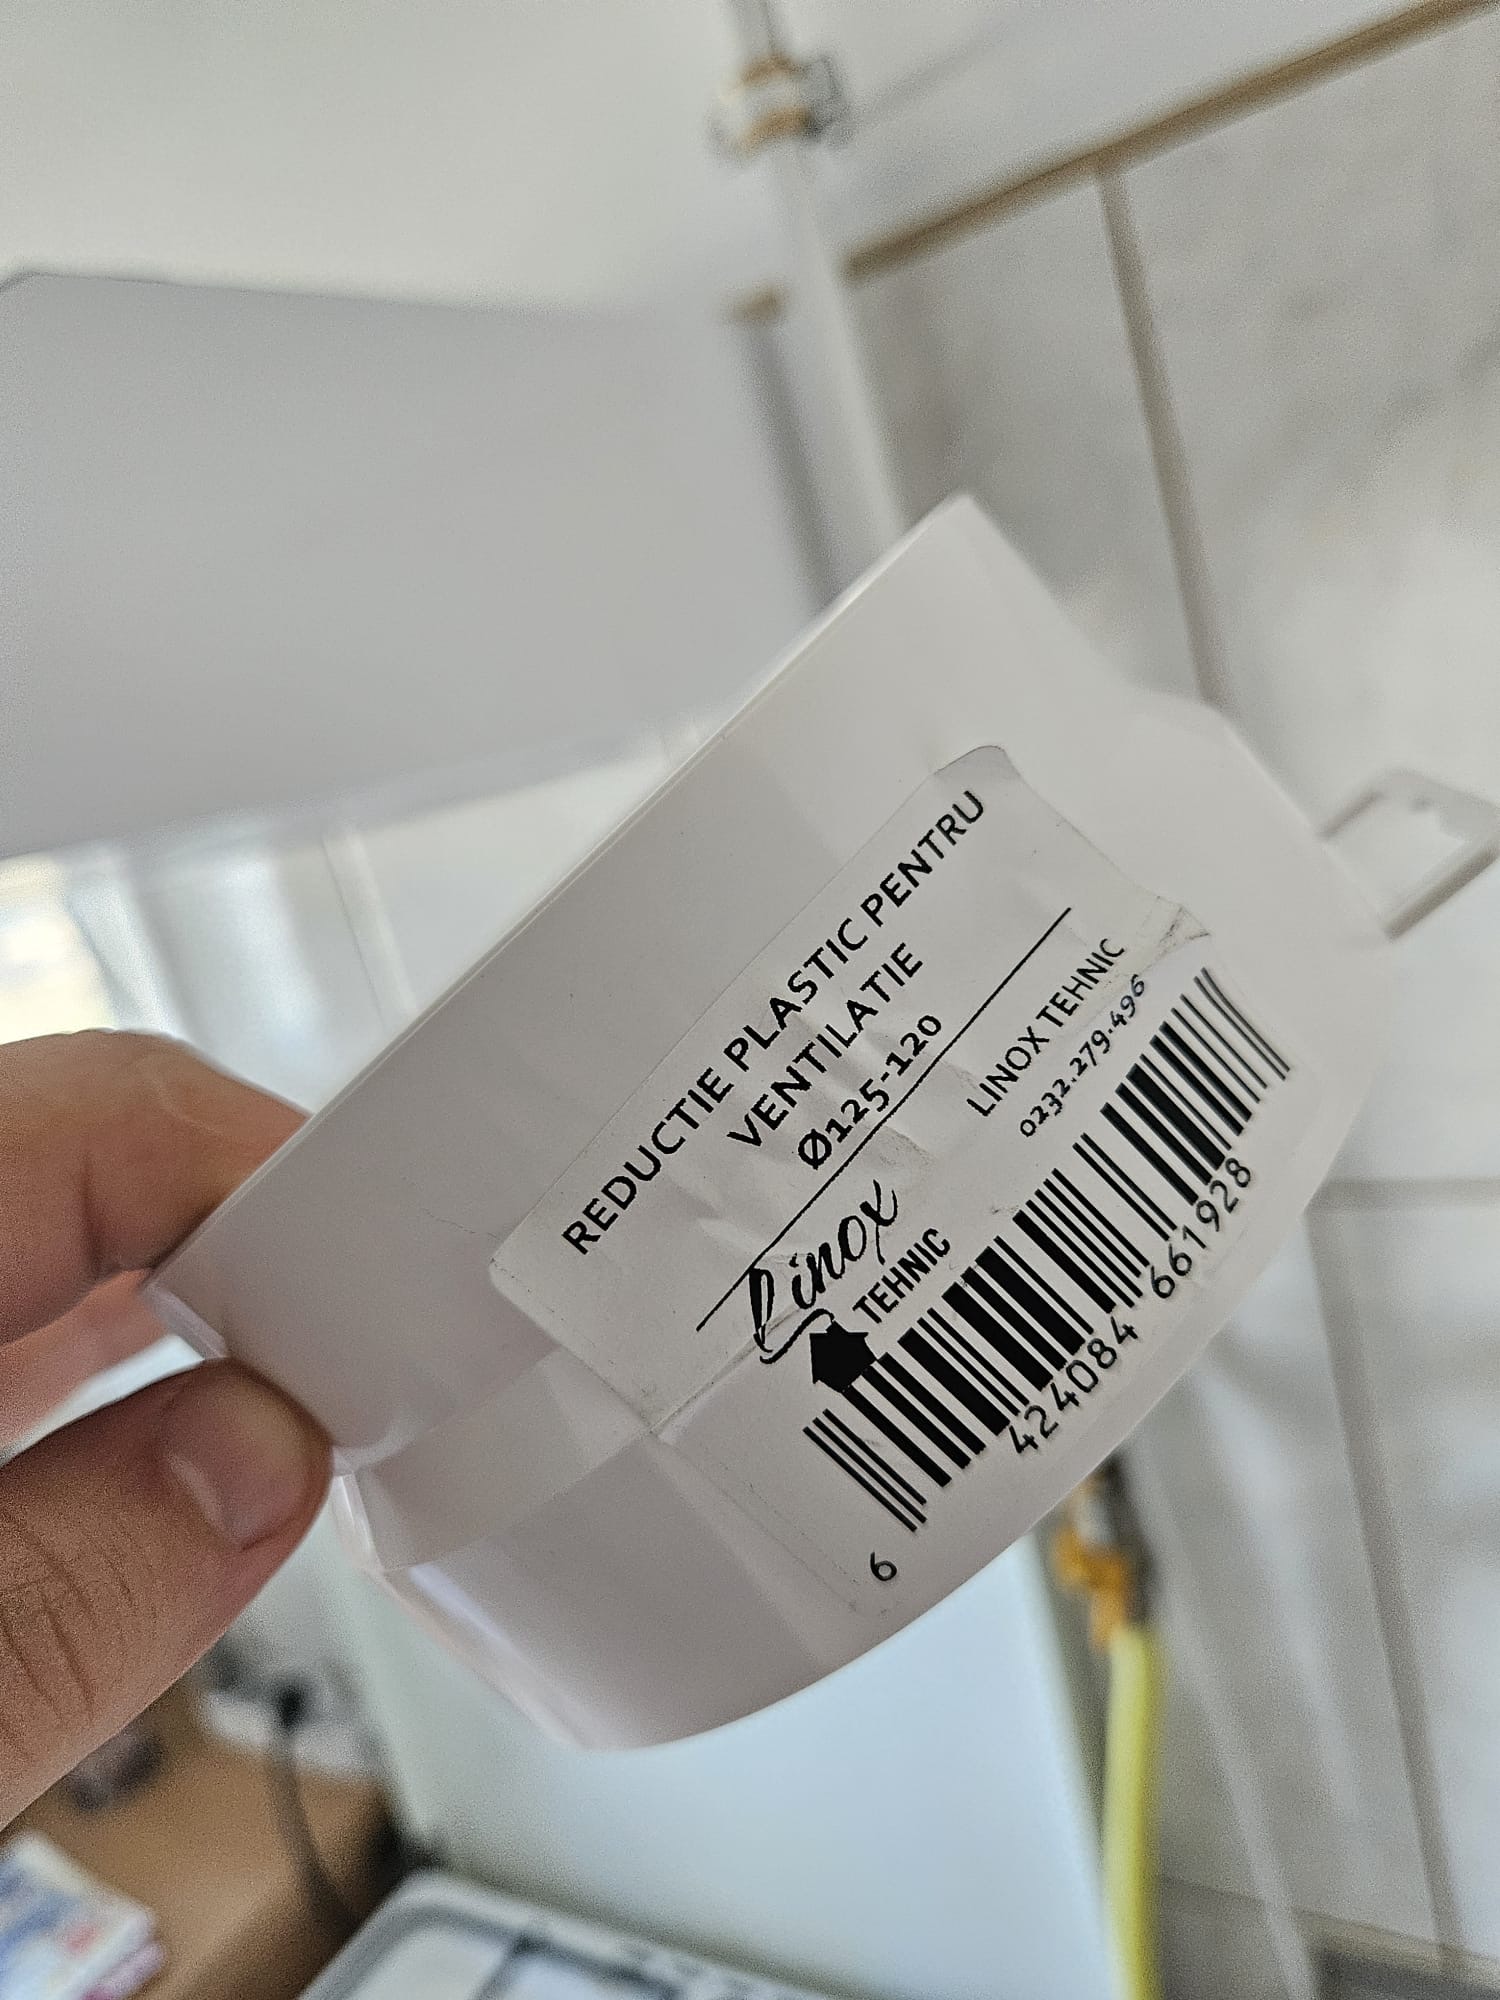 REDUCTIE PLASTIC PENTRU
VENTILATIE
Ø125-120
Linox
TEHNIC
LINOX TEHNIC
0232.279.496
6 424084 661928